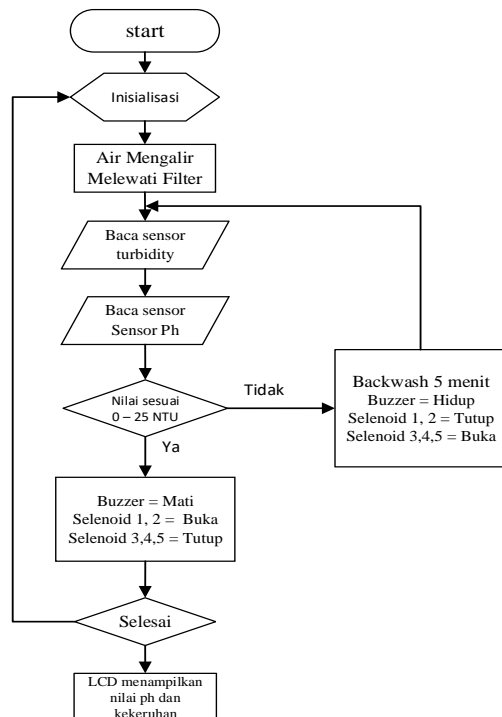 start
Inisialisasi
Air Mengalir
Melewati Filter
Baca sensor
turbidity
Baca sensor
Sensor Ph
Nilai sesuai
0 – 25 NTU
Tidak
Backwash 5 menit
Buzzer = Hidup
Selenoid 1, 2 = Tutup
Selenoid 3,4,5 = Buka
Ya
Buzzer = Mati
Selenoid 1, 2 = Buka
Selenoid 3,4,5 = Tutup
Selesai
LCD menampilkan
nilai ph dan
kekeruhan